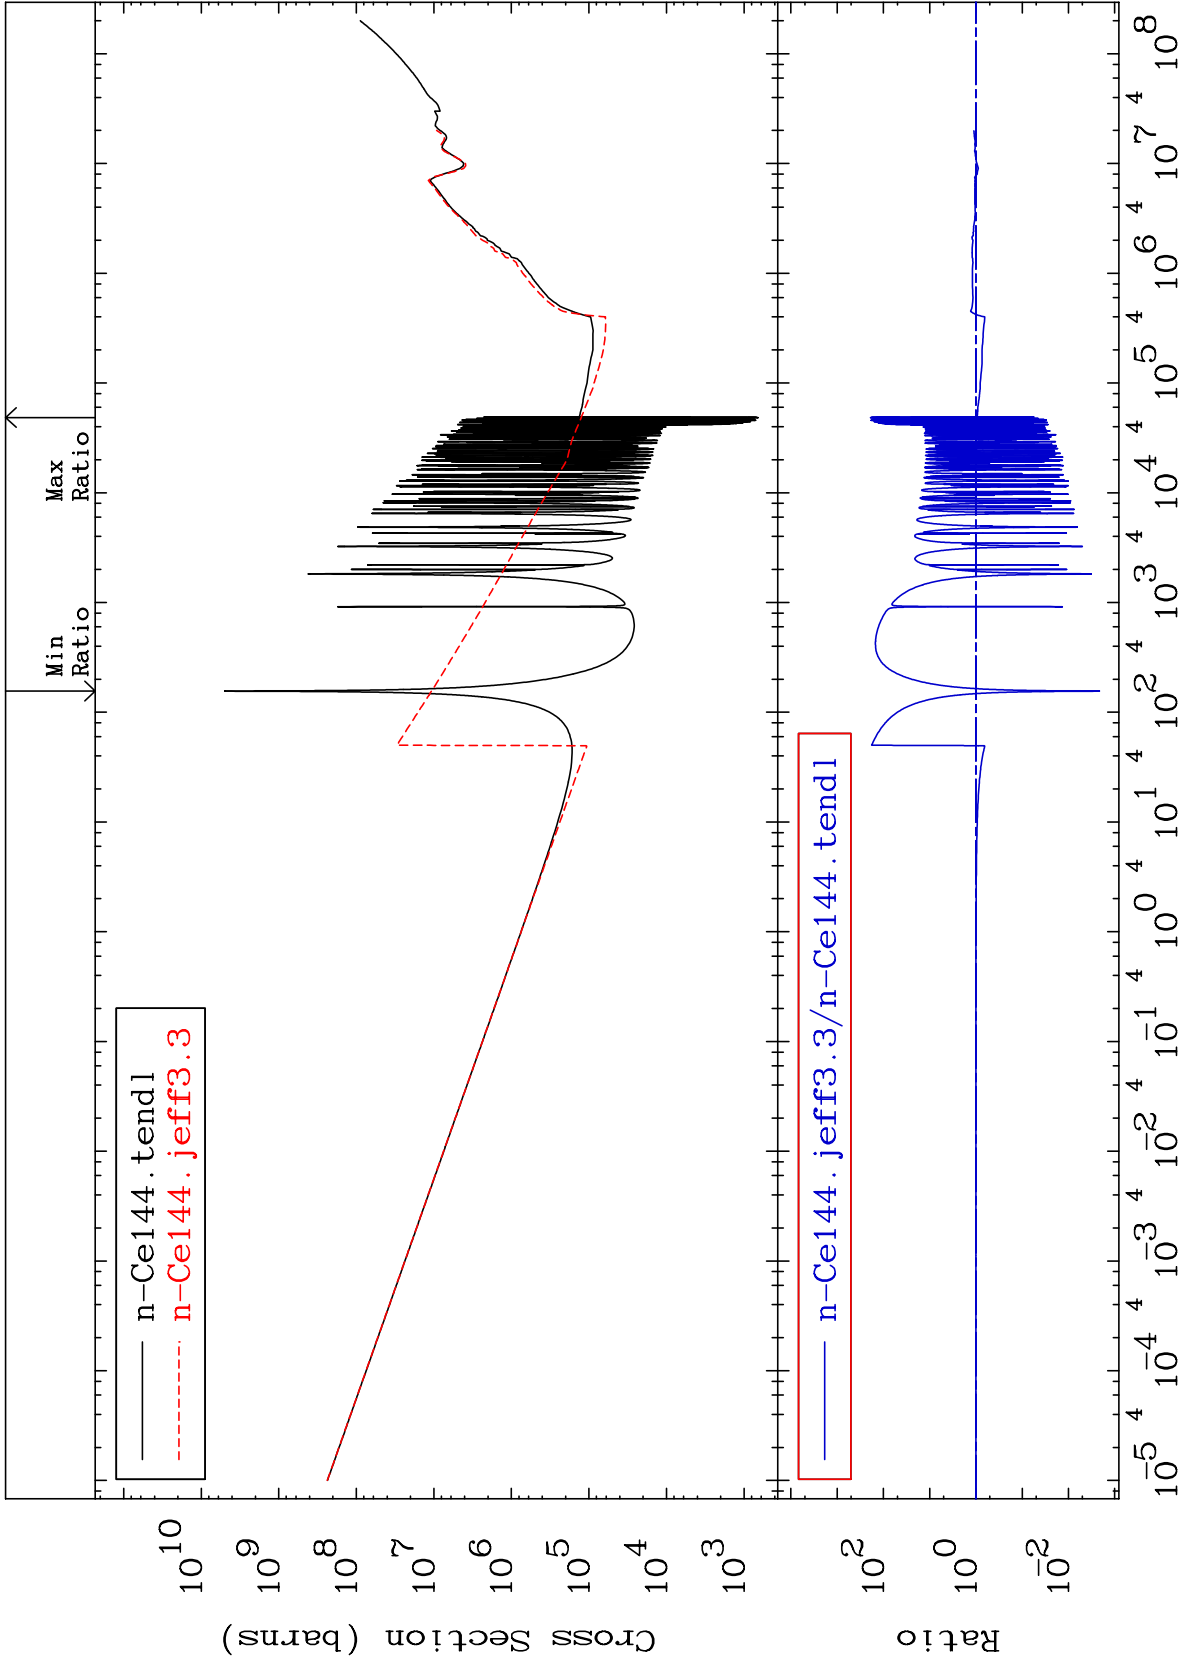 Max
Ratio
Min
Ratio
n-Ce144.tendl
n-Ce144.jeff3.3
10^10
10^9
10^8
10^7
10^6
10^5
10^4
10^3
Cross Section (barns)
n-Ce144.jeff3.3/n-Ce144.tendl
10^2
10^0
10^-2
Ratio
10^-5 4 10^-4 4 10^-3 4 10^-2 4 10^-1 4 10^0 4 10^1 4 10^2 4 10^3 4 10^4 4 10^5 4 10^6 4 10^7 4 10^8